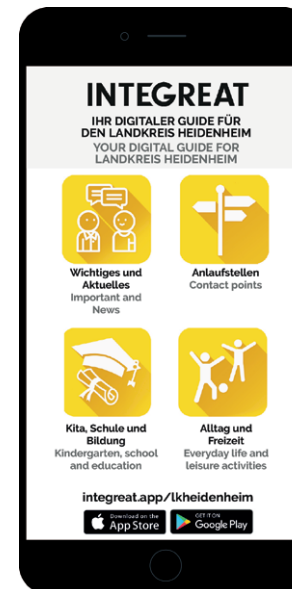 INTEGREAT
IHR DIGITALER GUIDE FÜR
DEN LANDKREIS HEIDENHEIM
YOUR DIGITAL GUIDE FOR
LANDKREIS HEIDENHEIM
Wichtiges und
Aktuelles
Important and
News
Anlaufstellen
Contact points
Kita, Schule und
Bildung
Kindergarten, school
and education
Alltag und
Freizeit
Everyday life and
leisure activities
integreat.app/lkheidenheim
Download on the
App Store
GET IT ON
Google Play